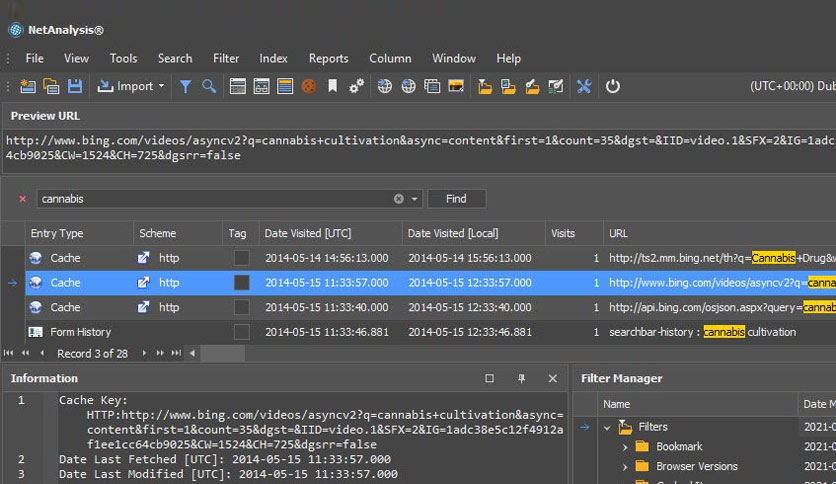 NetAnalysis®
File View Tools Search Filter Index Reports Column Window Help
Import (UTC+00:00) Dub
Preview URL
http://www.bing.com/videos/asyncv2?q=cannabis+cultivation&async=content&first=1&count=35&dgst=&IID=video.1&SFX=2&IG=1adc
4cb9025&CW=1524&CH=725&dgsrr=false
cannabis Find
Entry Type Scheme Tag Date Visited [UTC] Date Visited [Local] Visits URL
Cache http 2014-05-14 14:56:13.000 2014-05-14 15:56:13.000 1 http://ts2.mm.bing.net/th?q=Cannabis+Drug&w
Cache http 2014-05-15 11:33:57.000 2014-05-15 12:33:57.000 1 http://www.bing.com/videos/asyncv2?q=canna
Cache http 2014-05-15 11:33:40.000 2014-05-15 12:33:40.000 1 http://api.bing.com/osjson.aspx?query=cannab
Form History 2014-05-15 11:33:46.881 2014-05-15 12:33:46.881 1 searchbar-history : cannabis cultivation
Record 3 of 28
Information Filter Manager
1 Cache Key:
HTTP:http://www.bing.com/videos/asyncv2?q=cannabis+cultivation&async=
content&first=1&count=35&dgst=&IID=video.1&SFX=2&IG=1adc38e5c12f4912a
f1ee1cc64cb9025&CW=1524&CH=725&dgsrr=false
2 Date Last Fetched [UTC]: 2014-05-15 11:33:57.000
3 Date Last Modified [UTC]: 2014-05-15 11:33:57.000
Name Date M
Filters 2021-0
Bookmark 2021-0
Browser Versions 2021-0